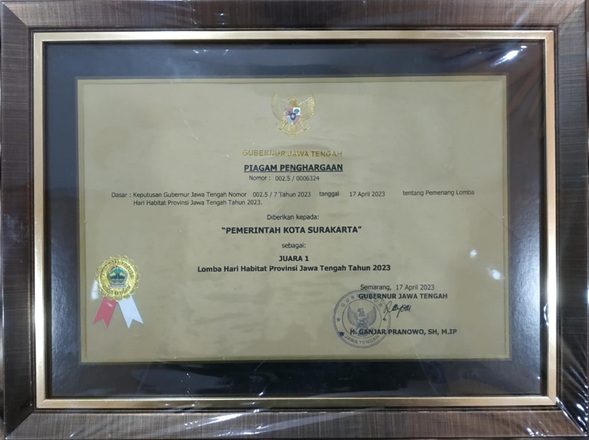 GUBERNUR JAWA TENGAH
PIAGAM PENGHARGAAN
Nomor : 002.5 / 0006324
Dasar : Keputusan Gubernur Jawa Tengah Nomor 002.5 / 7 Tahun 2023 tanggal 17 April 2023 tentang Pemenang Lomba
Hari Habitat Provinsi Jawa Tengah Tahun 2023.
Diberikan kepada:
"PEMERINTAH KOTA SURAKARTA"
sebagai:
JUARA 1
Lomba Hari Habitat Provinsi Jawa Tengah Tahun 2023
Semarang, 17 April 2023
GUBERNUR JAWA TENGAH
H. GANJAR PRANOWO, SH, M.IP
JAWA TENGAH